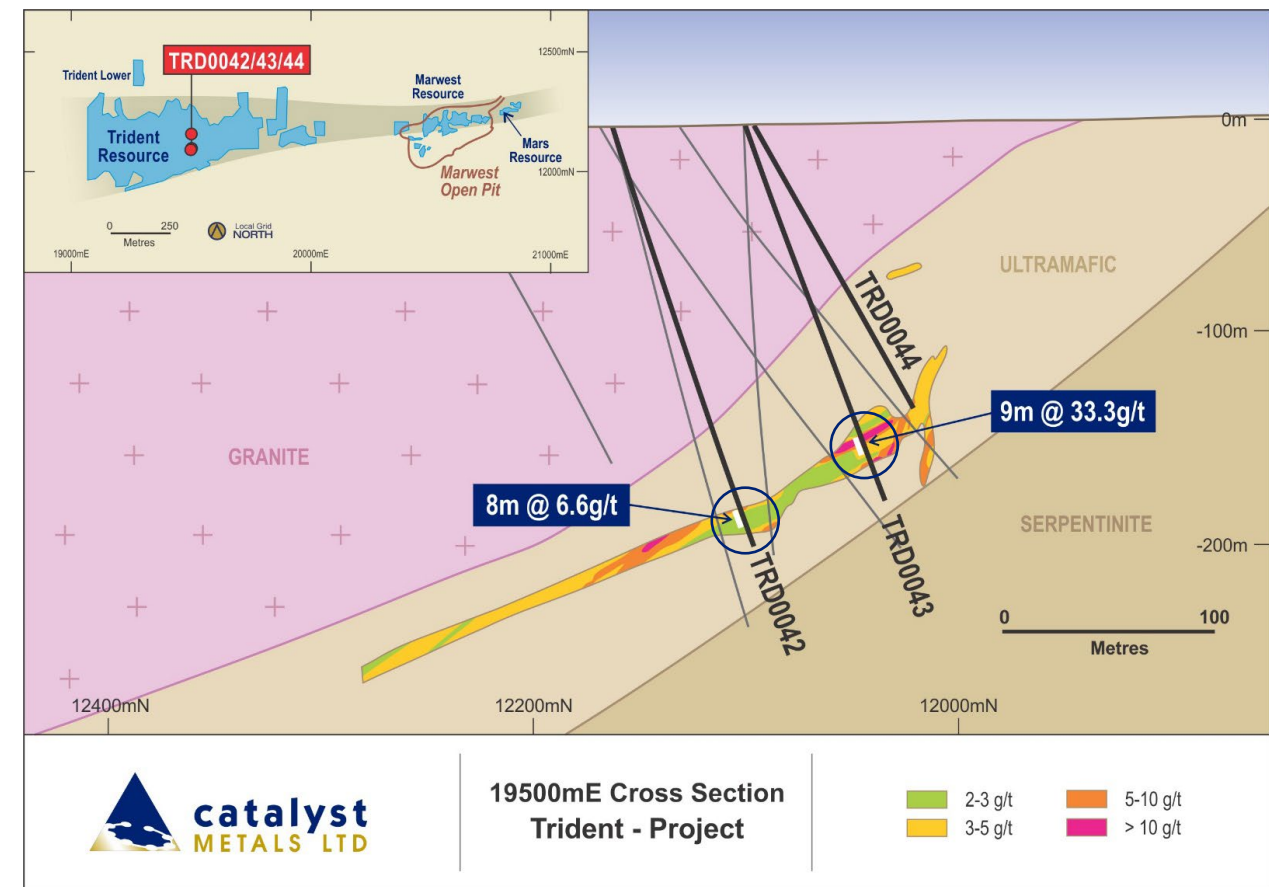 TRD0042/43/44
12500mN
Trident Lower
Marwest
Resource
Trident
Resource
Mars
Resource
12000mN
Marwest
Open Pit
0 250
Metres
Local Grid
NORTH
19000mE
20000mE
21000mE
0m
ULTRAMAFIC
TRD0044
-100m
9m @ 33.3g/t
GRANITE
8m @ 6.6g/t
SERPENTINITE
-200m
TRD0043
TRD0042
0 100
Metres
12400mN
12200mN
12000mN
catalyst
METALS LTD
19500mE Cross Section
Trident - Project
2-3 g/t
5-10 g/t
3-5 g/t
> 10 g/t